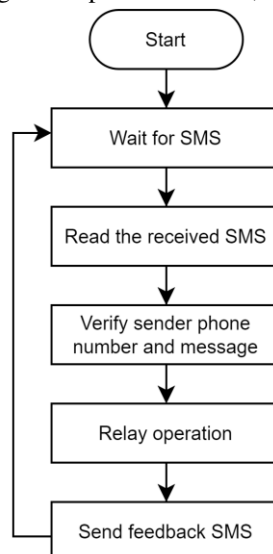 Start
Wait for SMS
Read the received SMS
Verify sender phone
number and message
Relay operation
Send feedback SMS